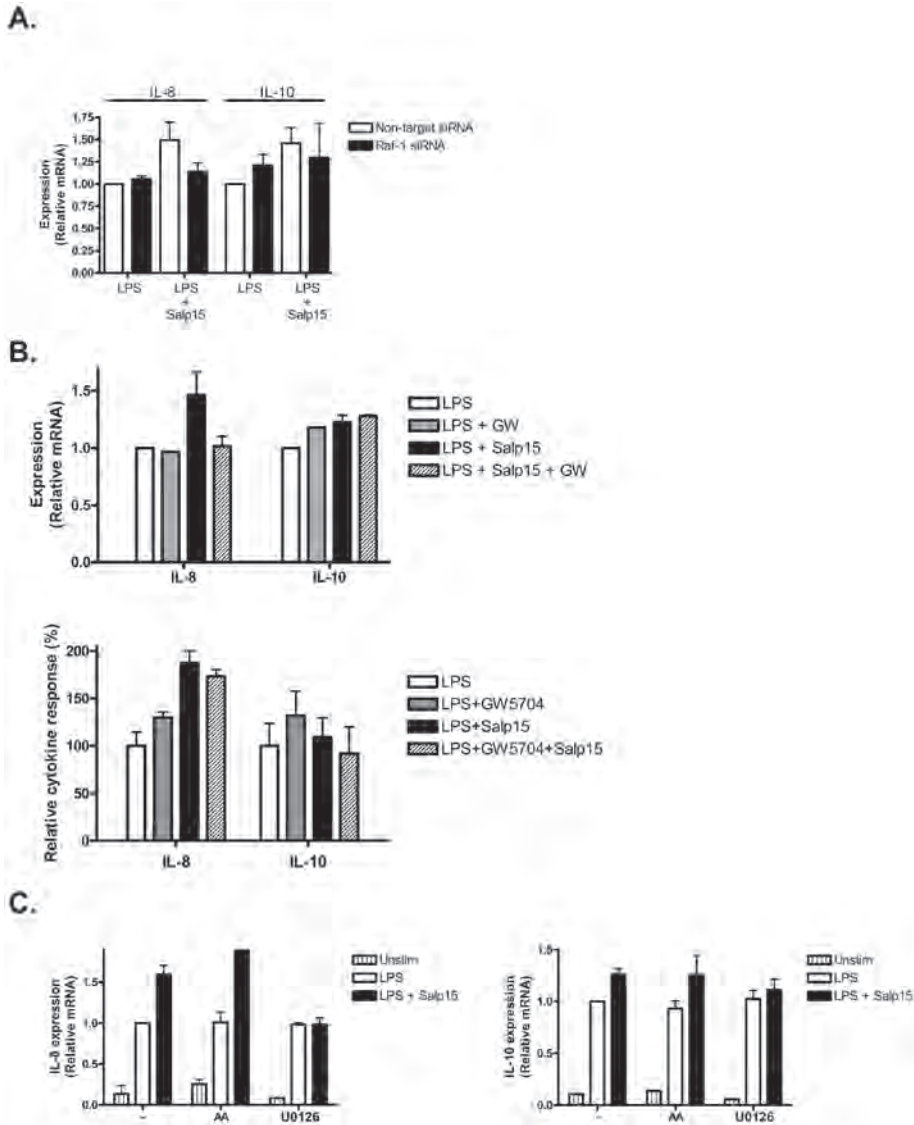 A.
IL-8 IL-10
1.75
1.50
1.25
1.00
0.75
0.50
0.25
0.00
Expression
(Relative mRNA)
LPS LPS + Salp15 LPS LPS + Salp15
Non-target siRNA
Raf-1 siRNA
B.
1.5
1.0
0.5
0.0
Expression
(Relative mRNA)
IL-8 IL-10
LPS
LPS + GW
LPS + Salp15
LPS + Salp15 + GW
200
150
100
50
0
Relative cytokine response (%)
IL-8 IL-10
LPS
LPS+GW5704
LPS+Salp15
LPS+GW5704+Salp15
C.
1.5
1.0
0.5
0.0
IL-8 expression
(Relative mRNA)
- AA U0126
Unstim
LPS
LPS + Salp15
1.5
1.0
0.5
0.0
IL-10 expression
(Relative mRNA)
- AA U0126
Unstim
LPS
LPS + Salp15